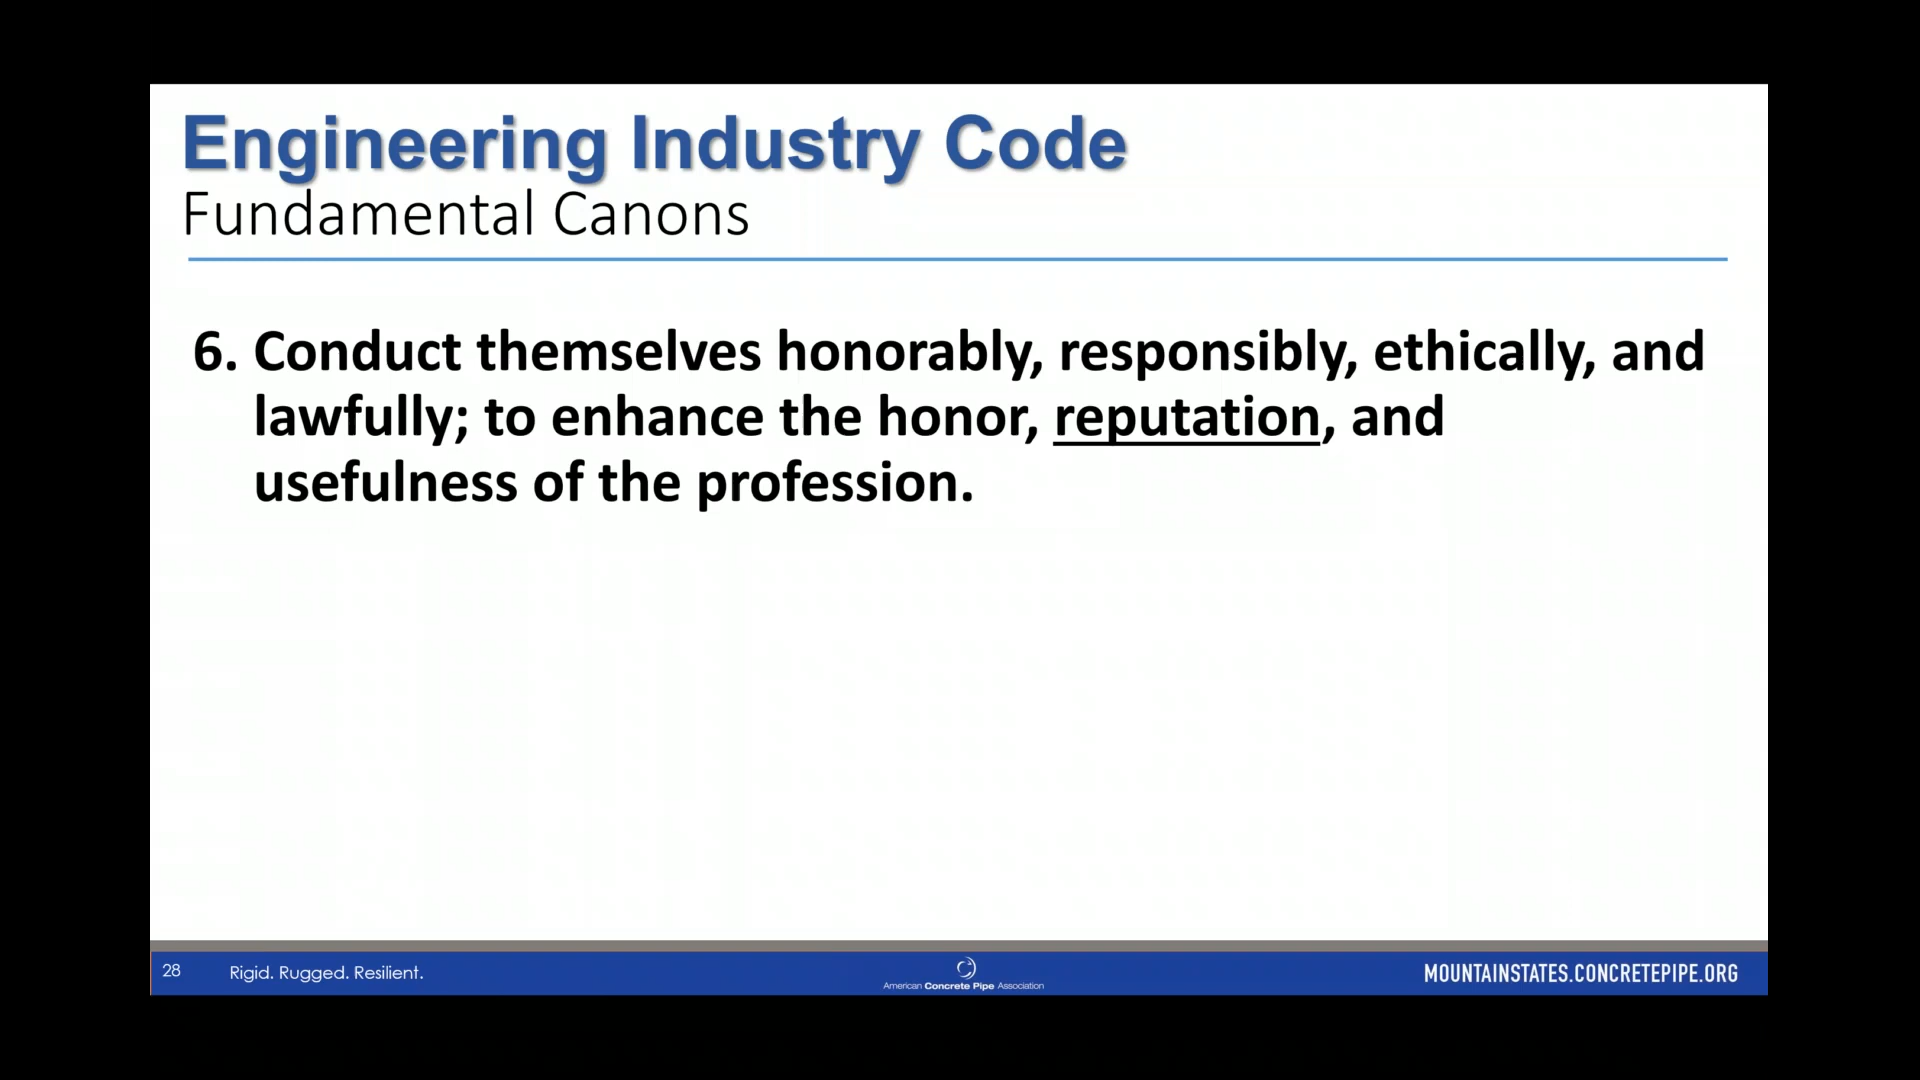 Engineering Industry Code
Fundamental Canons
6. Conduct themselves honorably, responsibly, ethically, and
lawfully; to enhance the honor, reputation, and
usefulness of the profession.
28
Rigid. Rugged. Resilient.
American Concrete Pipe Association
MOUNTAINSTATES.CONCRETEPIPE.ORG